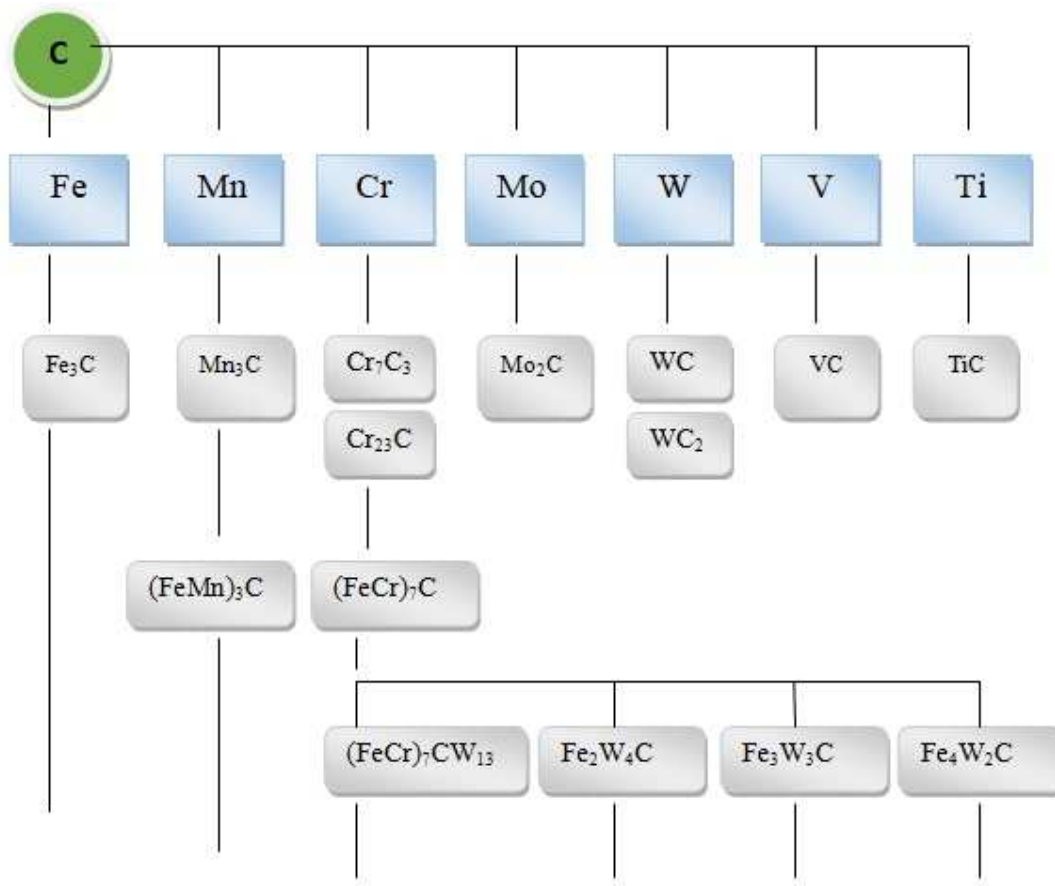 C
Fe Mn Cr Mo W V Ti
Fe₃C Mn₃C Cr₇C₃ Mo₂C WC VC TiC
Cr₂₃C WC₂
(FeMn)₃C (FeCr)₇C
(FeCr)₇CW₁₃ Fe₂W₄C Fe₃W₃C Fe₄W₂C